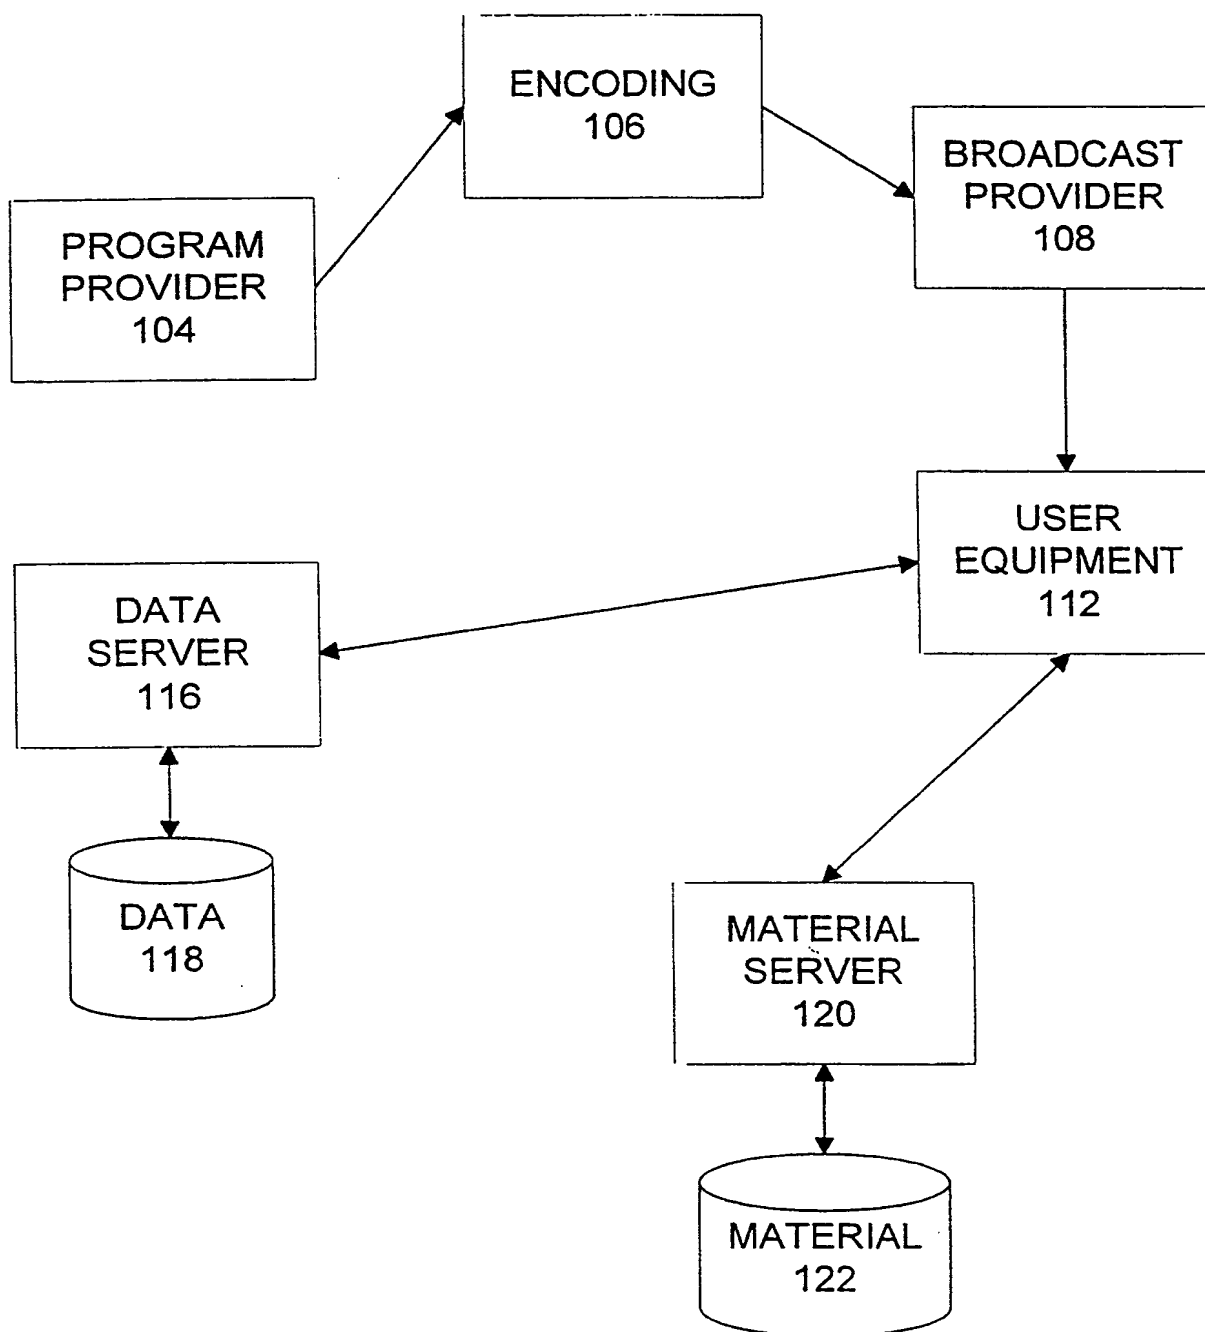 ENCODING
106
BROADCAST
PROVIDER
108
PROGRAM
PROVIDER
104
USER
EQUIPMENT
112
DATA
SERVER
116
DATA
118
MATERIAL
SERVER
120
MATERIAL
122